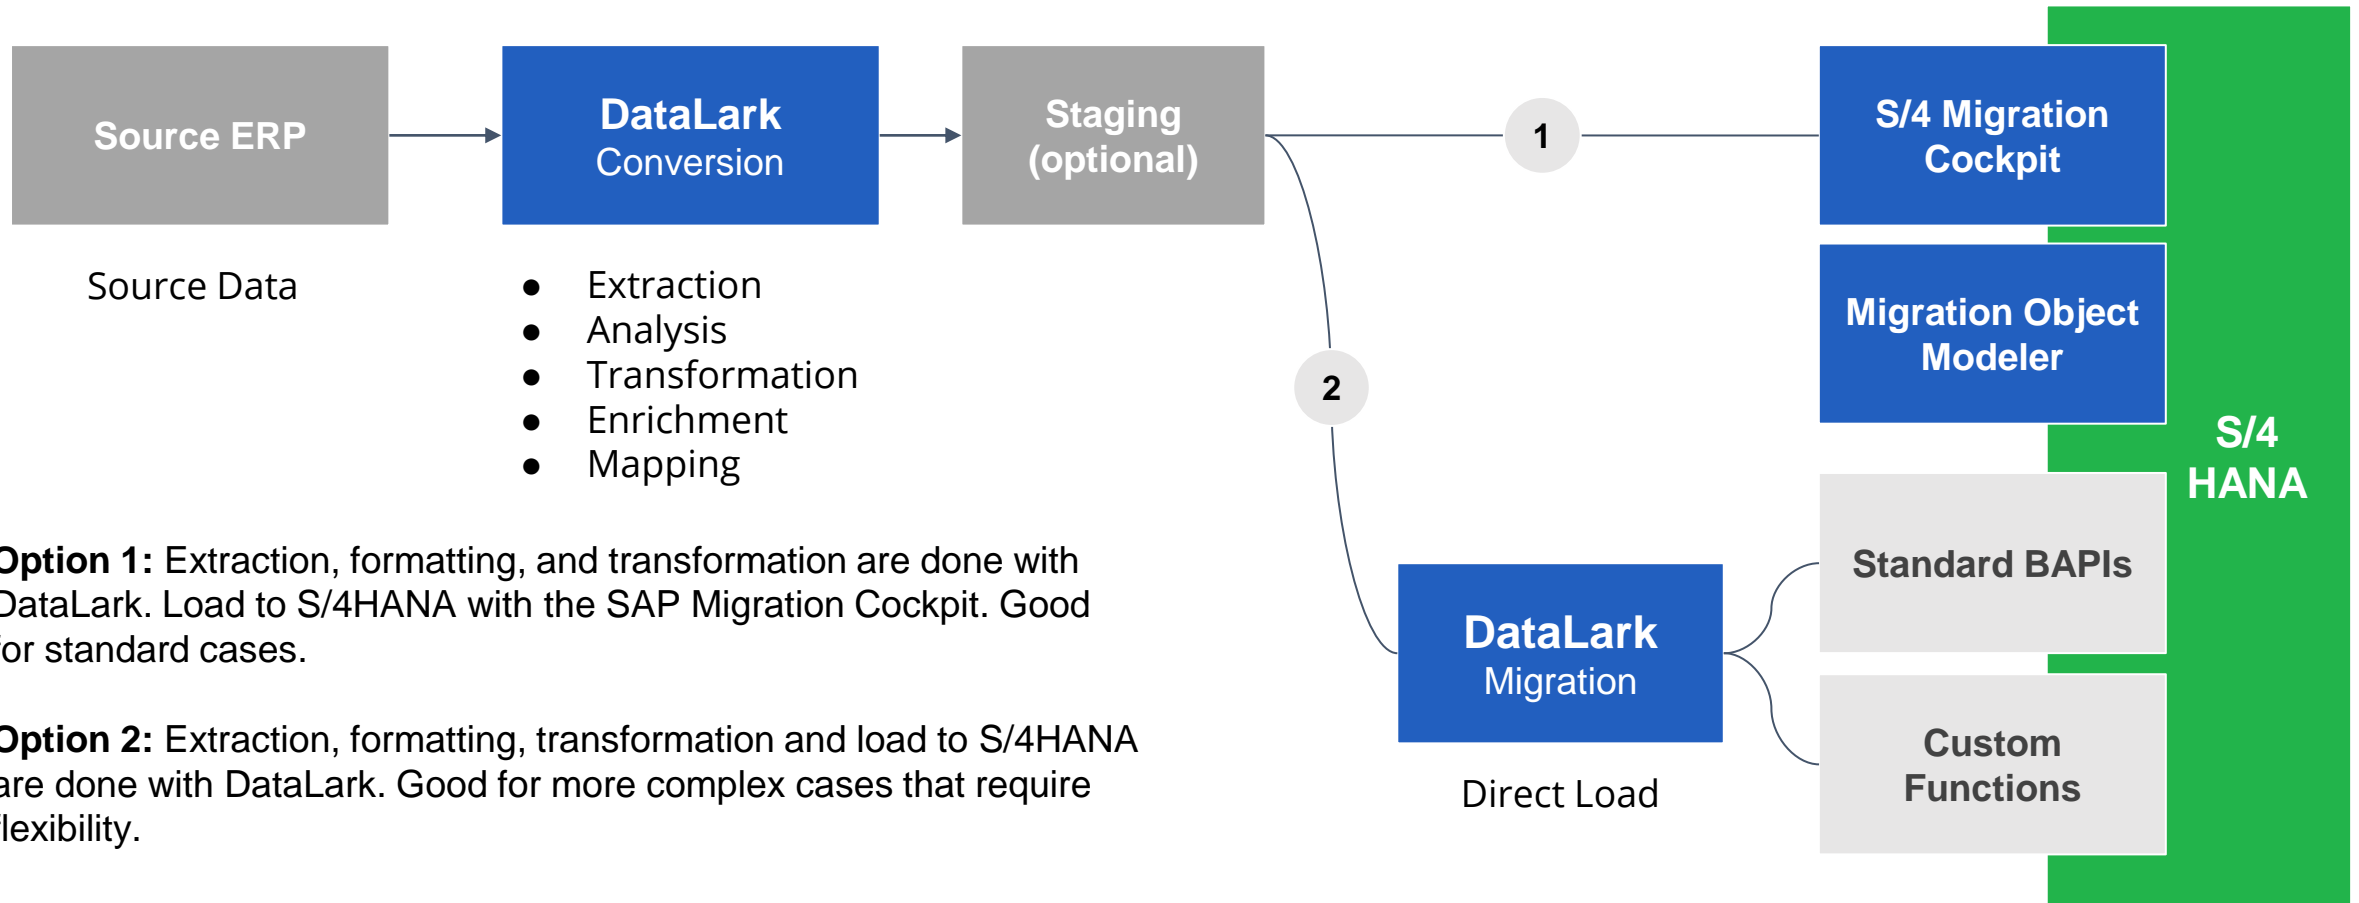 Source ERP
DataLark
Conversion
Staging
(optional)
1
S/4 Migration
Cockpit
Source Data
● Extraction
● Analysis
● Transformation
● Enrichment
● Mapping
Migration Object
Modeler
2
S/4
HANA
Standard BAPIs
Option 1: Extraction, formatting, and transformation are done with
DataLark. Load to S/4HANA with the SAP Migration Cockpit. Good
for standard cases.
DataLark
Migration
Option 2: Extraction, formatting, transformation and load to S/4HANA
are done with DataLark. Good for more complex cases that require
flexibility.
Direct Load
Custom
Functions